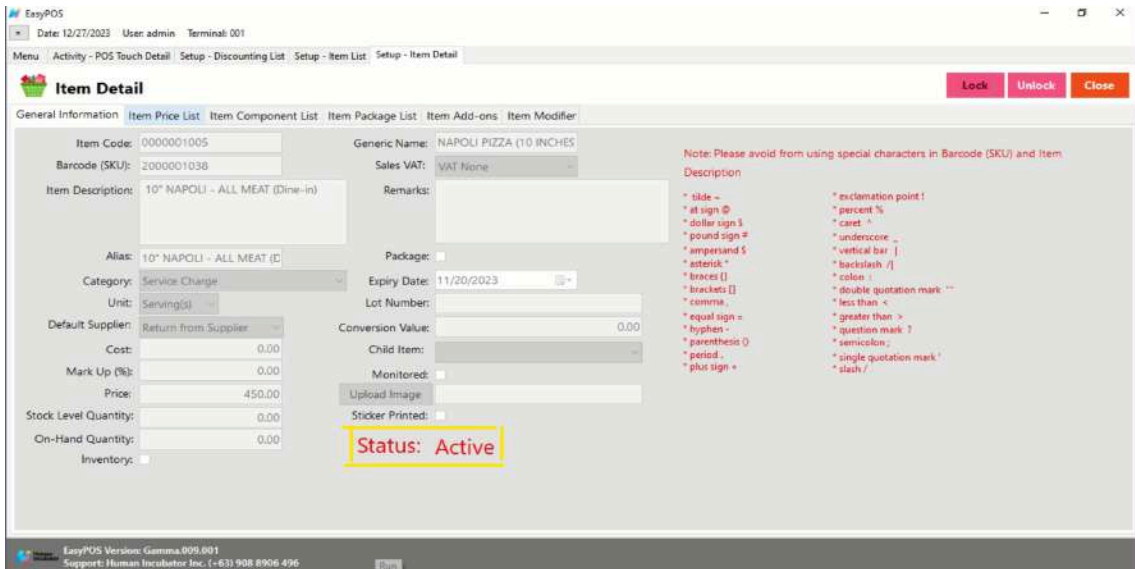 EasyPOS
Date: 12/27/2023 User: admin Terminal: 001
Menu Activity - POS Touch Detail Setup - Discounting List Setup - Item List Setup - Item Detail
Item Detail
Lock Unlock Close
General Information Item Price List Item Component List Item Package List Item Add-ons Item Modifier
Item Code: 0000001005
Barcode (SKU): 2000001038
Item Description: 10" NAPOLI - ALL MEAT (Dine-in)
Alias: 10" NAPOLI - ALL MEAT (D
Category: Service Charge
Unit: Serving(s)
Default Supplier: Return from Supplier
Cost: 0.00
Mark Up (%): 0.00
Price: 450.00
Stock Level Quantity: 0.00
On-Hand Quantity: 0.00
Inventory:
Generic Name: NAPOLI PIZZA (10 INCHES
Sales VAT: VAT None
Remarks:
Package:
Expiry Date: 11/20/2023
Lot Number:
Conversion Value: 0.00
Child Item:
Monitored:
Upload Image
Sticker Printed:
Status: Active
Note: Please avoid from using special characters in Barcode (SKU) and Item
Description
* tilde ~
* at sign @
* dollar sign $
* pound sign #
* ampersand $
* asterisk *
* braces {}
* brackets []
* comma ,
* equal sign =
* hyphen -
* parenthesis ()
* period .
* plus sign +
* exclamation point !
* percent %
* caret ^
* underscore _
* vertical bar |
* backslash /|
* colon :
* double quotation mark ""
* less than <
* greater than >
* question mark ?
* semicolon ;
* single quotation mark '
* slash /
EasyPOS Version: Gamma.009.001
Support: Human Incubator Inc. (+63) 908 8906 496
Run